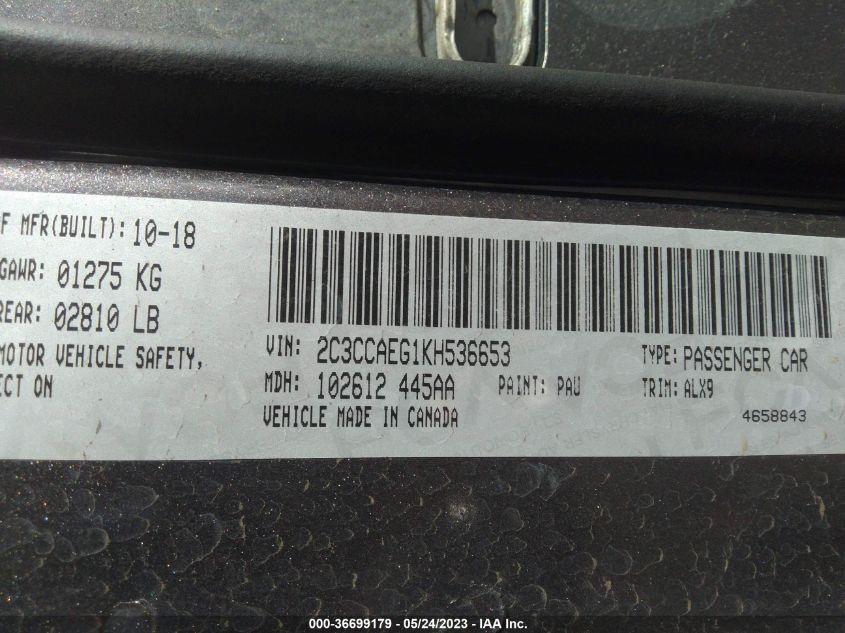 F MFR(BUILT): 10-18
GAWR: 01275 KG
REAR: 02810 LB
MOTOR VEHICLE SAFETY,
ECT ON
VIN: 2C3CCAEG1KH536653
TYPE: PASSENGER CAR
MDH: 102612 445AA
PAINT: PAU
TRIM: ALX9
VEHICLE MADE IN CANADA
4658843
000-36699179 - 05/24/2023 - IAA Inc.